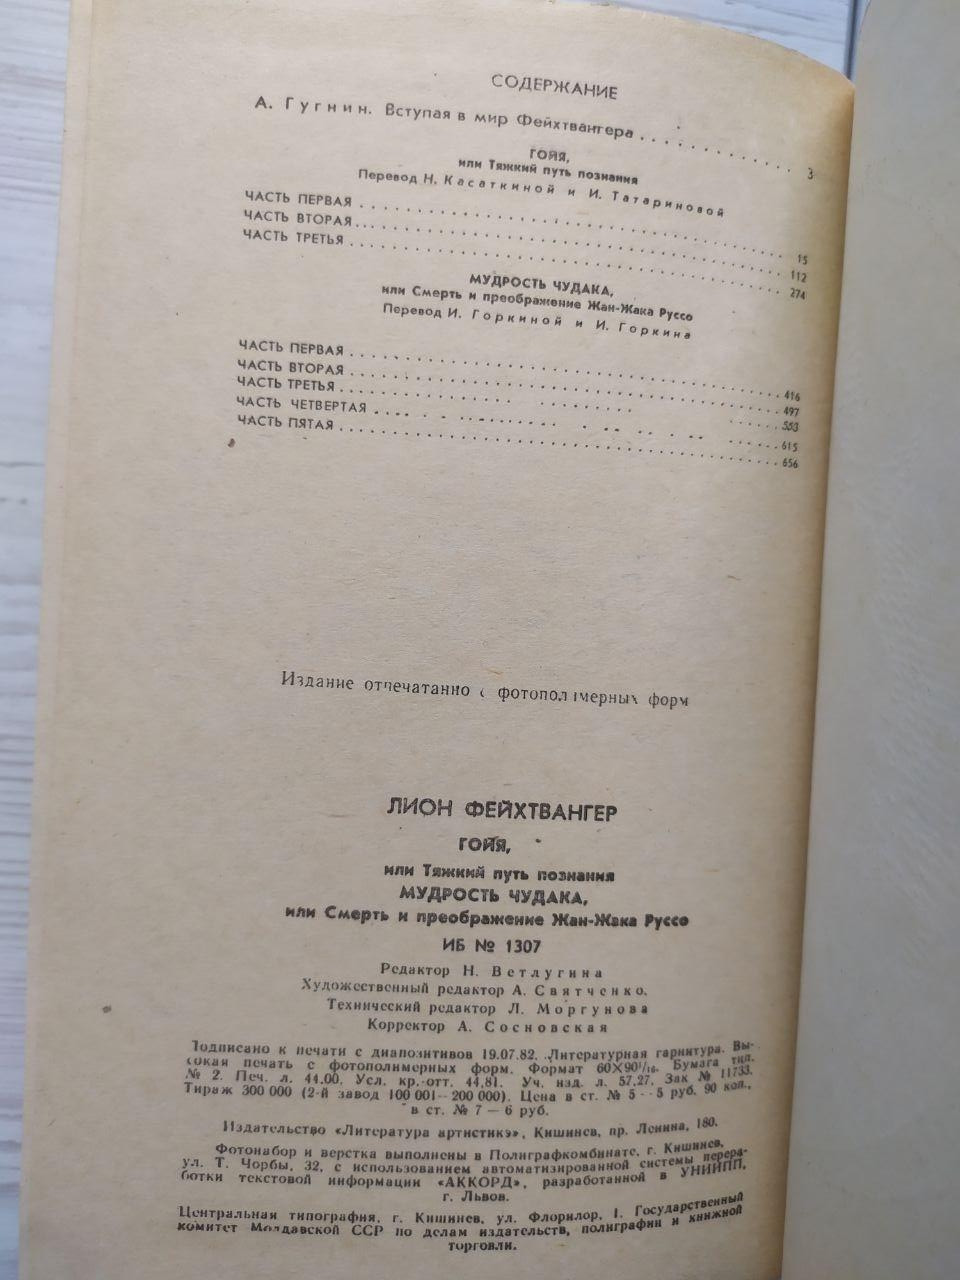 СОДЕРЖАНИЕ
А. Гугнин. Вступая в мир Фейхтвангера . . . . . . . . . . . . 3
ГОЙЯ,
или Тяжкий путь познания
Перевод Н. Касаткиной и И. Татариновой
ЧАСТЬ ПЕРВАЯ . . . . . . . . . . . . . . . . . . . . . . . . 15
ЧАСТЬ ВТОРАЯ . . . . . . . . . . . . . . . . . . . . . . . . 112
ЧАСТЬ ТРЕТЬЯ . . . . . . . . . . . . . . . . . . . . . . . . 274
МУДРОСТЬ ЧУДАКА,
или Смерть и преображение Жан-Жака Руссо
Перевод И. Горкиной и И. Горкина
ЧАСТЬ ПЕРВАЯ . . . . . . . . . . . . . . . . . . . . . . . . 416
ЧАСТЬ ВТОРАЯ . . . . . . . . . . . . . . . . . . . . . . . . 497
ЧАСТЬ ТРЕТЬЯ . . . . . . . . . . . . . . . . . . . . . . . . 553
ЧАСТЬ ЧЕТВЕРТАЯ . . . . . . . . . . . . . . . . . . . . . . 615
ЧАСТЬ ПЯТАЯ . . . . . . . . . . . . . . . . . . . . . . . . 656
Издание отпечатанно с фотополимерных форм
ЛИОН ФЕЙХТВАНГЕР
ГОЙЯ,
или Тяжкий путь познания
МУДРОСТЬ ЧУДАКА,
или Смерть и преображение Жан-Жака Руссо
ИБ № 1307
Редактор Н. Ветлугина
Художественный редактор А. Святченко.
Технический редактор Л. Моргунова
Корректор А. Сосновская
Подписано к печати с диапозитивов 19.07.82. Литературная гарнитура. Вы-
сокая печать с фотополимерных форм. Формат 60×90 1/16. Бумага тип.
№ 2. Печ. л. 44,00. Усл. кр.-отт. 44,81. Уч. изд. л. 57,27. Зак № 11733.
Тираж 300 000 (2-й завод 100 001—200 000). Цена в ст. № 5 — 5 руб. 90 коп.,
в ст. № 7 — 6 руб.
Издательство «Литература артистикэ», Кишинев, пр. Ленина, 180.
Фотонабор и верстка выполнены в Полиграфкомбинате, г. Кишинев,
ул. Т. Чорбы, 32, с использованием автоматизированной системы перера-
ботки текстовой информации «АККОРД», разработанной в УНИИПП,
г. Львов.
Центральная типография, г. Кишинев, ул. Флорилор, 1. Государственный
комитет Молдавской ССР по делам издательств, полиграфии и книжной
торговли.